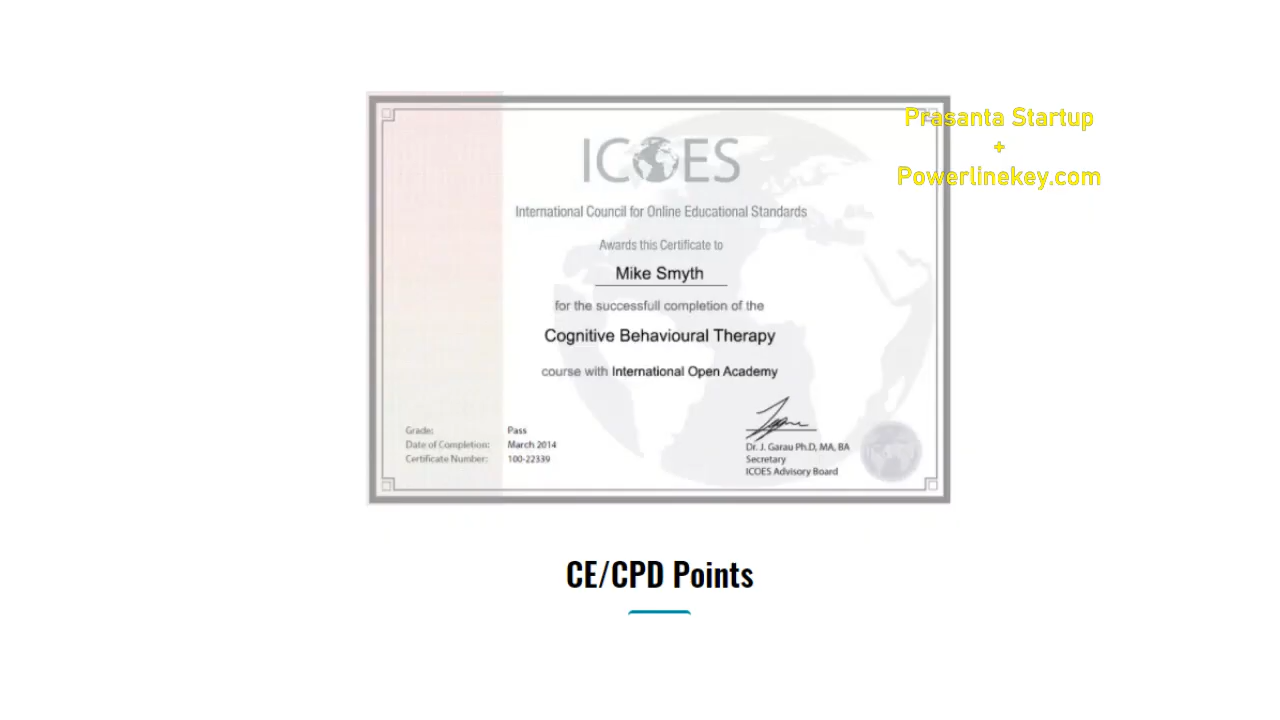 Prasanta Startup
+
Powerlinekey.com
ICOES
International Council for Online Educational Standards
Awards this Certificate to
Mike Smyth
for the successfull completion of the
Cognitive Behavioural Therapy
course with International Open Academy
Grade: Pass
Date of Completion: March 2014
Certificate Number: 100-22339
Dr. J. Garau Ph.D, MA, BA
Secretary
ICOES Advisory Board
CE/CPD Points